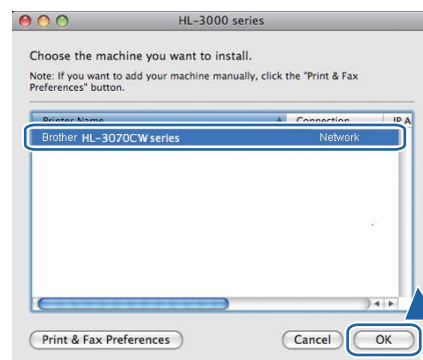 HL-3000 series
Choose the machine you want to install.
Note: If you want to add your machine manually, click the "Print & Fax
Preferences" button.
Printer Name Connection IP A
Brother HL-3070CW series Network
Print & Fax Preferences Cancel OK